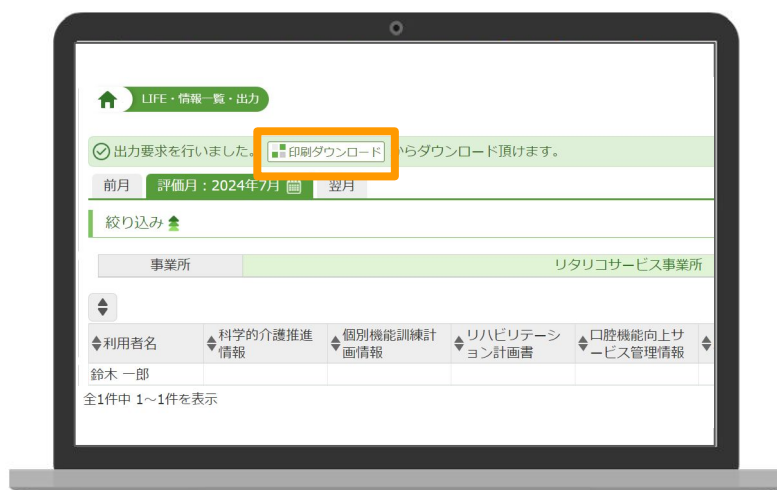 LIFE・情報一覧・出力
出力要求を行いました。 印刷ダウンロード からダウンロード頂けます。
前月 評価月：2024年7月 翌月
絞り込み
事業所 リタリコサービス事業所
利用者名 科学的介護推進情報 個別機能訓練計画情報 リハビリテーション計画書 口腔機能向上サービス管理情報
鈴木 一郎
全1件中 1～1件を表示